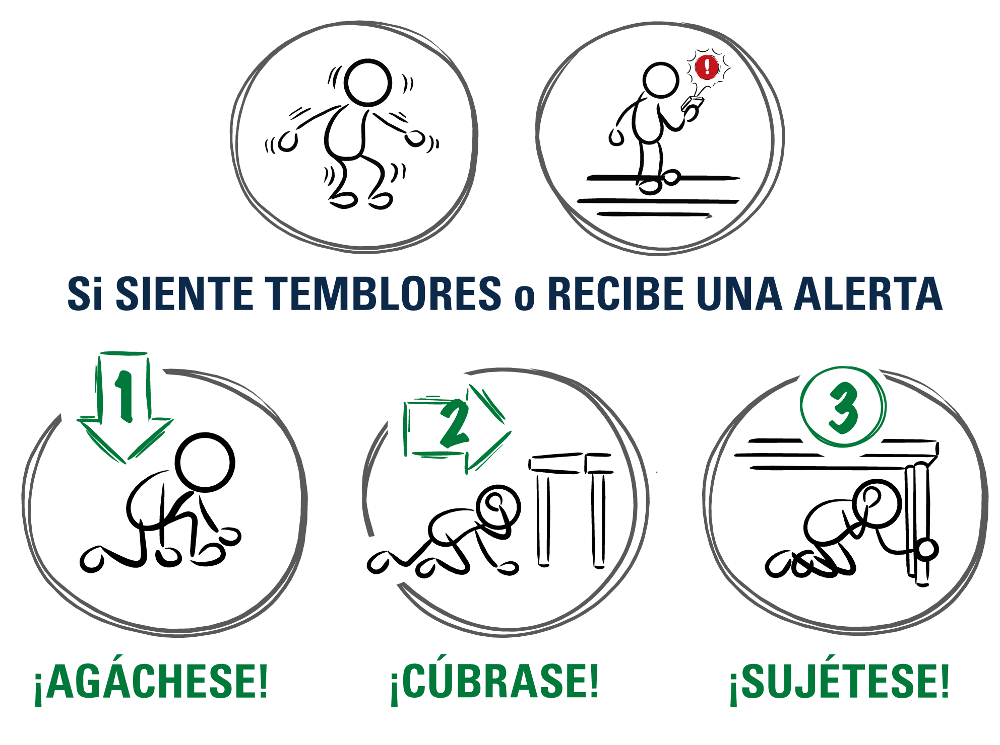 !
Si SIENTE TEMBLORES o RECIBE UNA ALERTA
1
2
3
¡AGÁCHESE!
¡CÚBRASE!
¡SUJÉTESE!